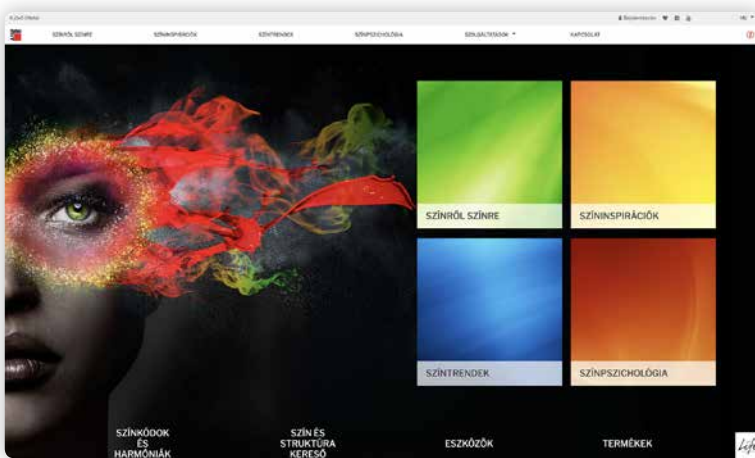 SZÍNRŐL SZÍNRE
SZÍNINSPIRÁCIÓK
SZÍNTRENDEK
SZÍNPSZICHOLÓGIA
SZOLGÁLTATÁSOK
KAPCSOLAT
SZÍNRŐL SZÍNRE
SZÍNINSPIRÁCIÓK
SZÍNTRENDEK
SZÍNPSZICHOLÓGIA
SZÍNKÓDOK
ÉS
HARMÓNIÁK
SZÍN ÉS
STRUKTÚRA
KERESŐ
ESZKÖZÖK
TERMÉKEK